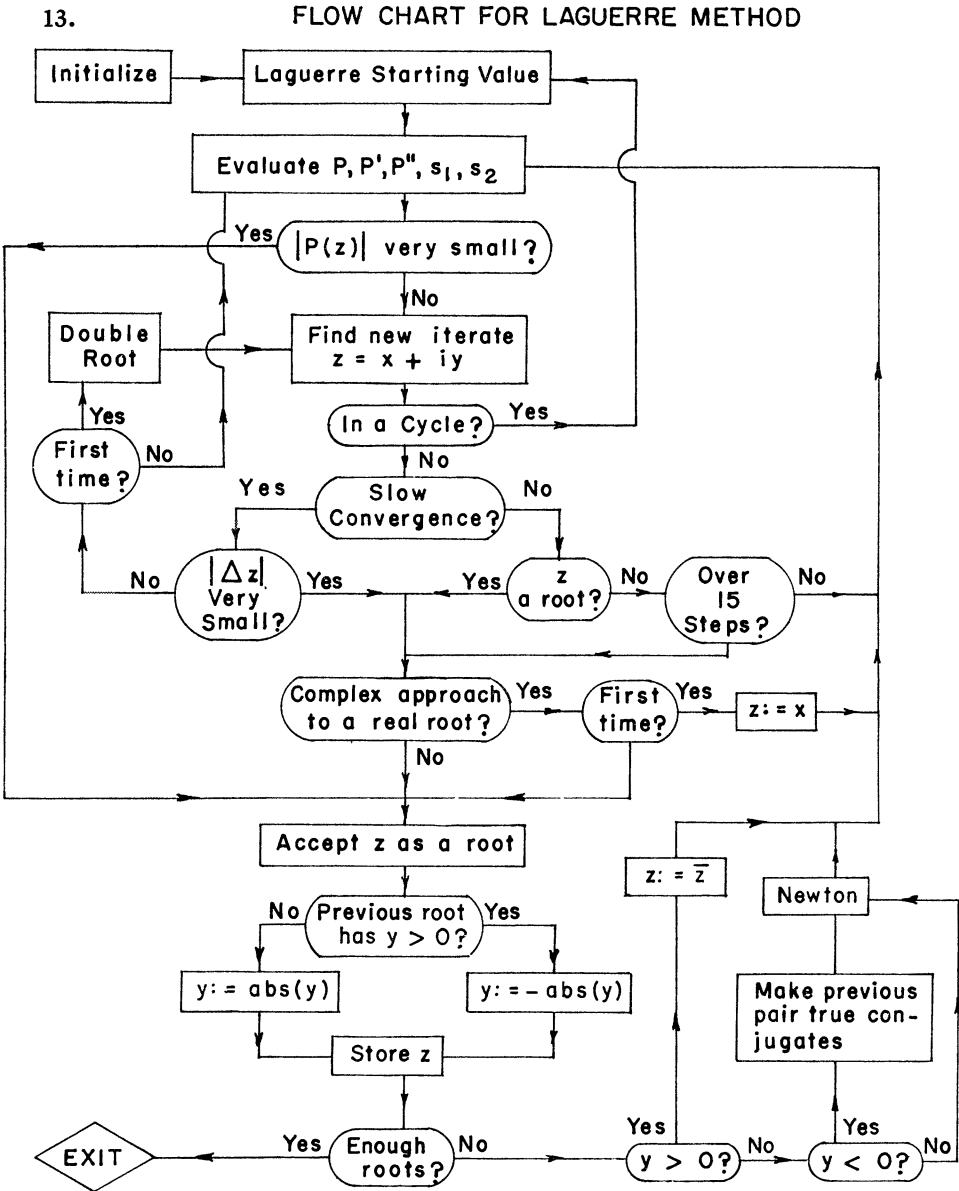 13.
FLOW CHART FOR LAGUERRE METHOD
Initialize
Laguerre Starting Value
Evaluate P, P', P", s₁, s₂
Yes
|P(z)| very small?
No
Double
Root
Find new iterate
z = x + iy
Yes
In a Cycle?
Yes
First
time?
No
No
Yes
Slow
Convergence?
No
No
|Δz|
Very
Small?
Yes
Yes
z
a root?
No
Over
15
Steps?
No
Complex approach
to a real root?
Yes
First
time?
Yes
z: = x
No
Accept z as a root
z: = z̅
Newton
No
Previous root
has y > 0?
Yes
y: = abs(y)
y: = - abs(y)
Make previous
pair true con-
jugates
Store z
EXIT
Yes
Enough
roots?
No
Yes
y > 0?
No
Yes
y < 0?
No